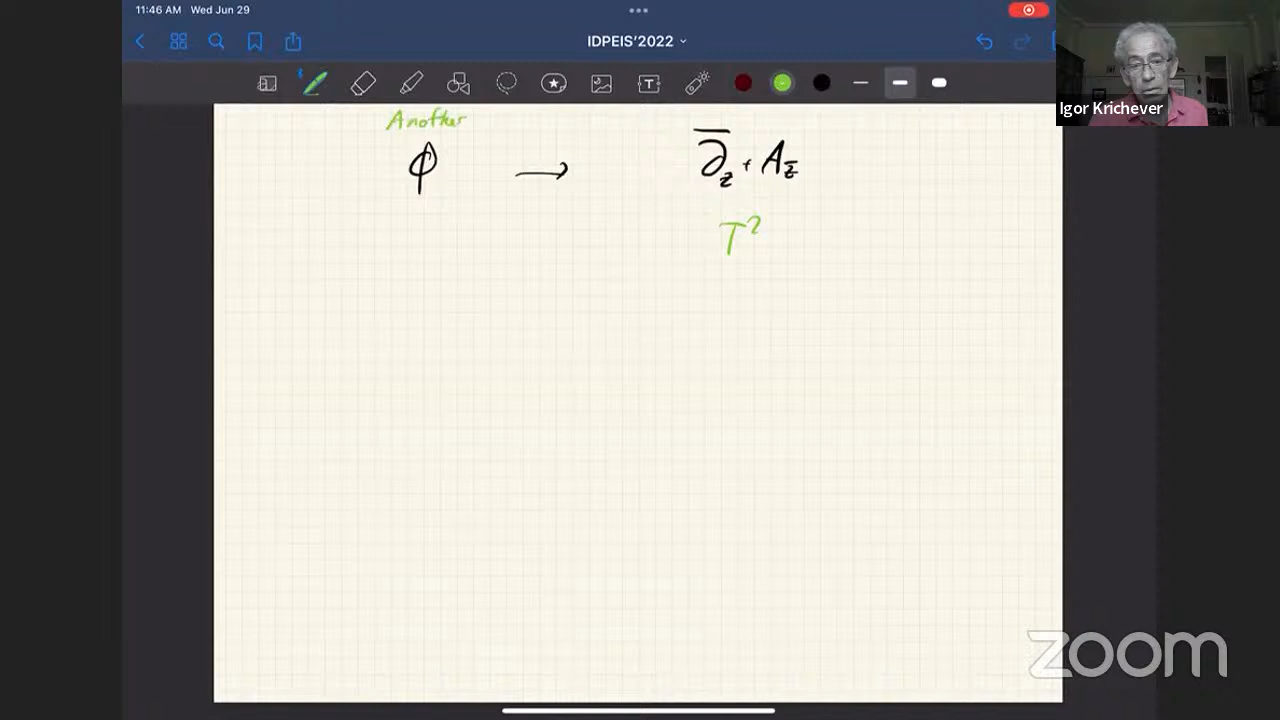 11:46 AM Wed Jun 29
IDPEIS'2022
Igor Krichever
Another
ϕ → ∂̄_z + A_z̄
T²
zoom